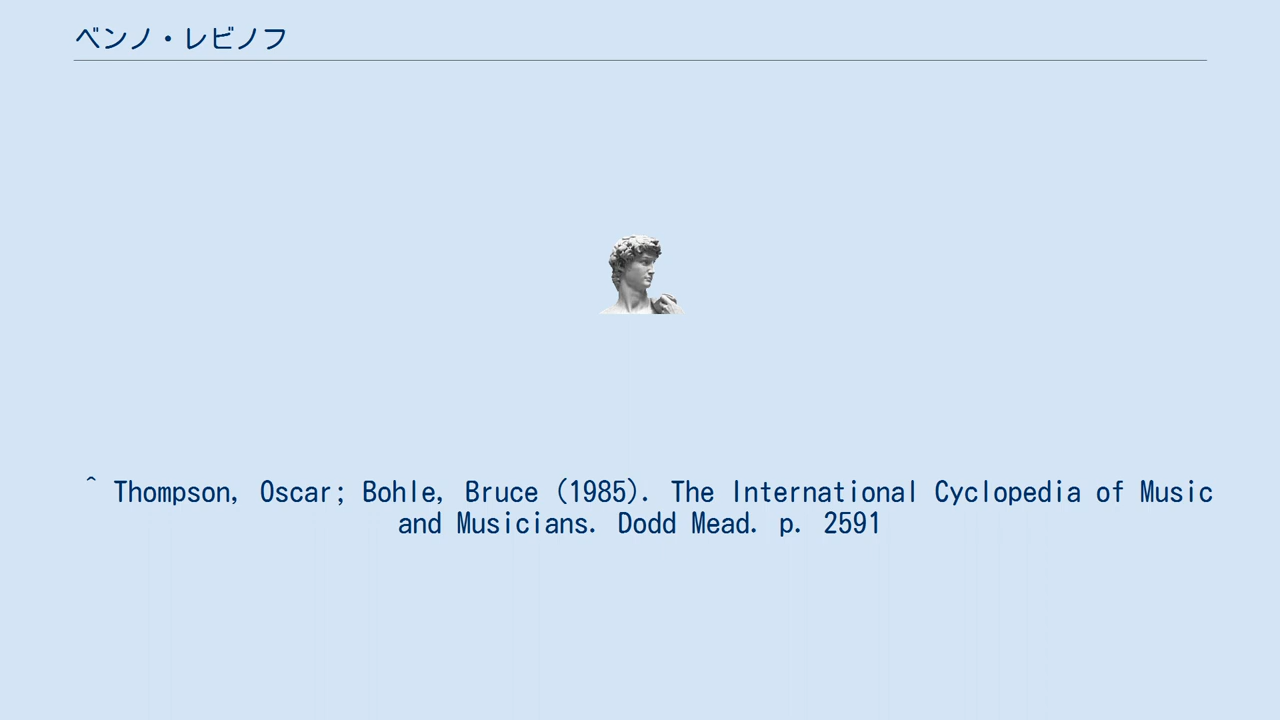 ベンノ・レビノフ
^ Thompson, Oscar; Bohle, Bruce (1985). The International Cyclopedia of Music
and Musicians. Dodd Mead. p. 2591